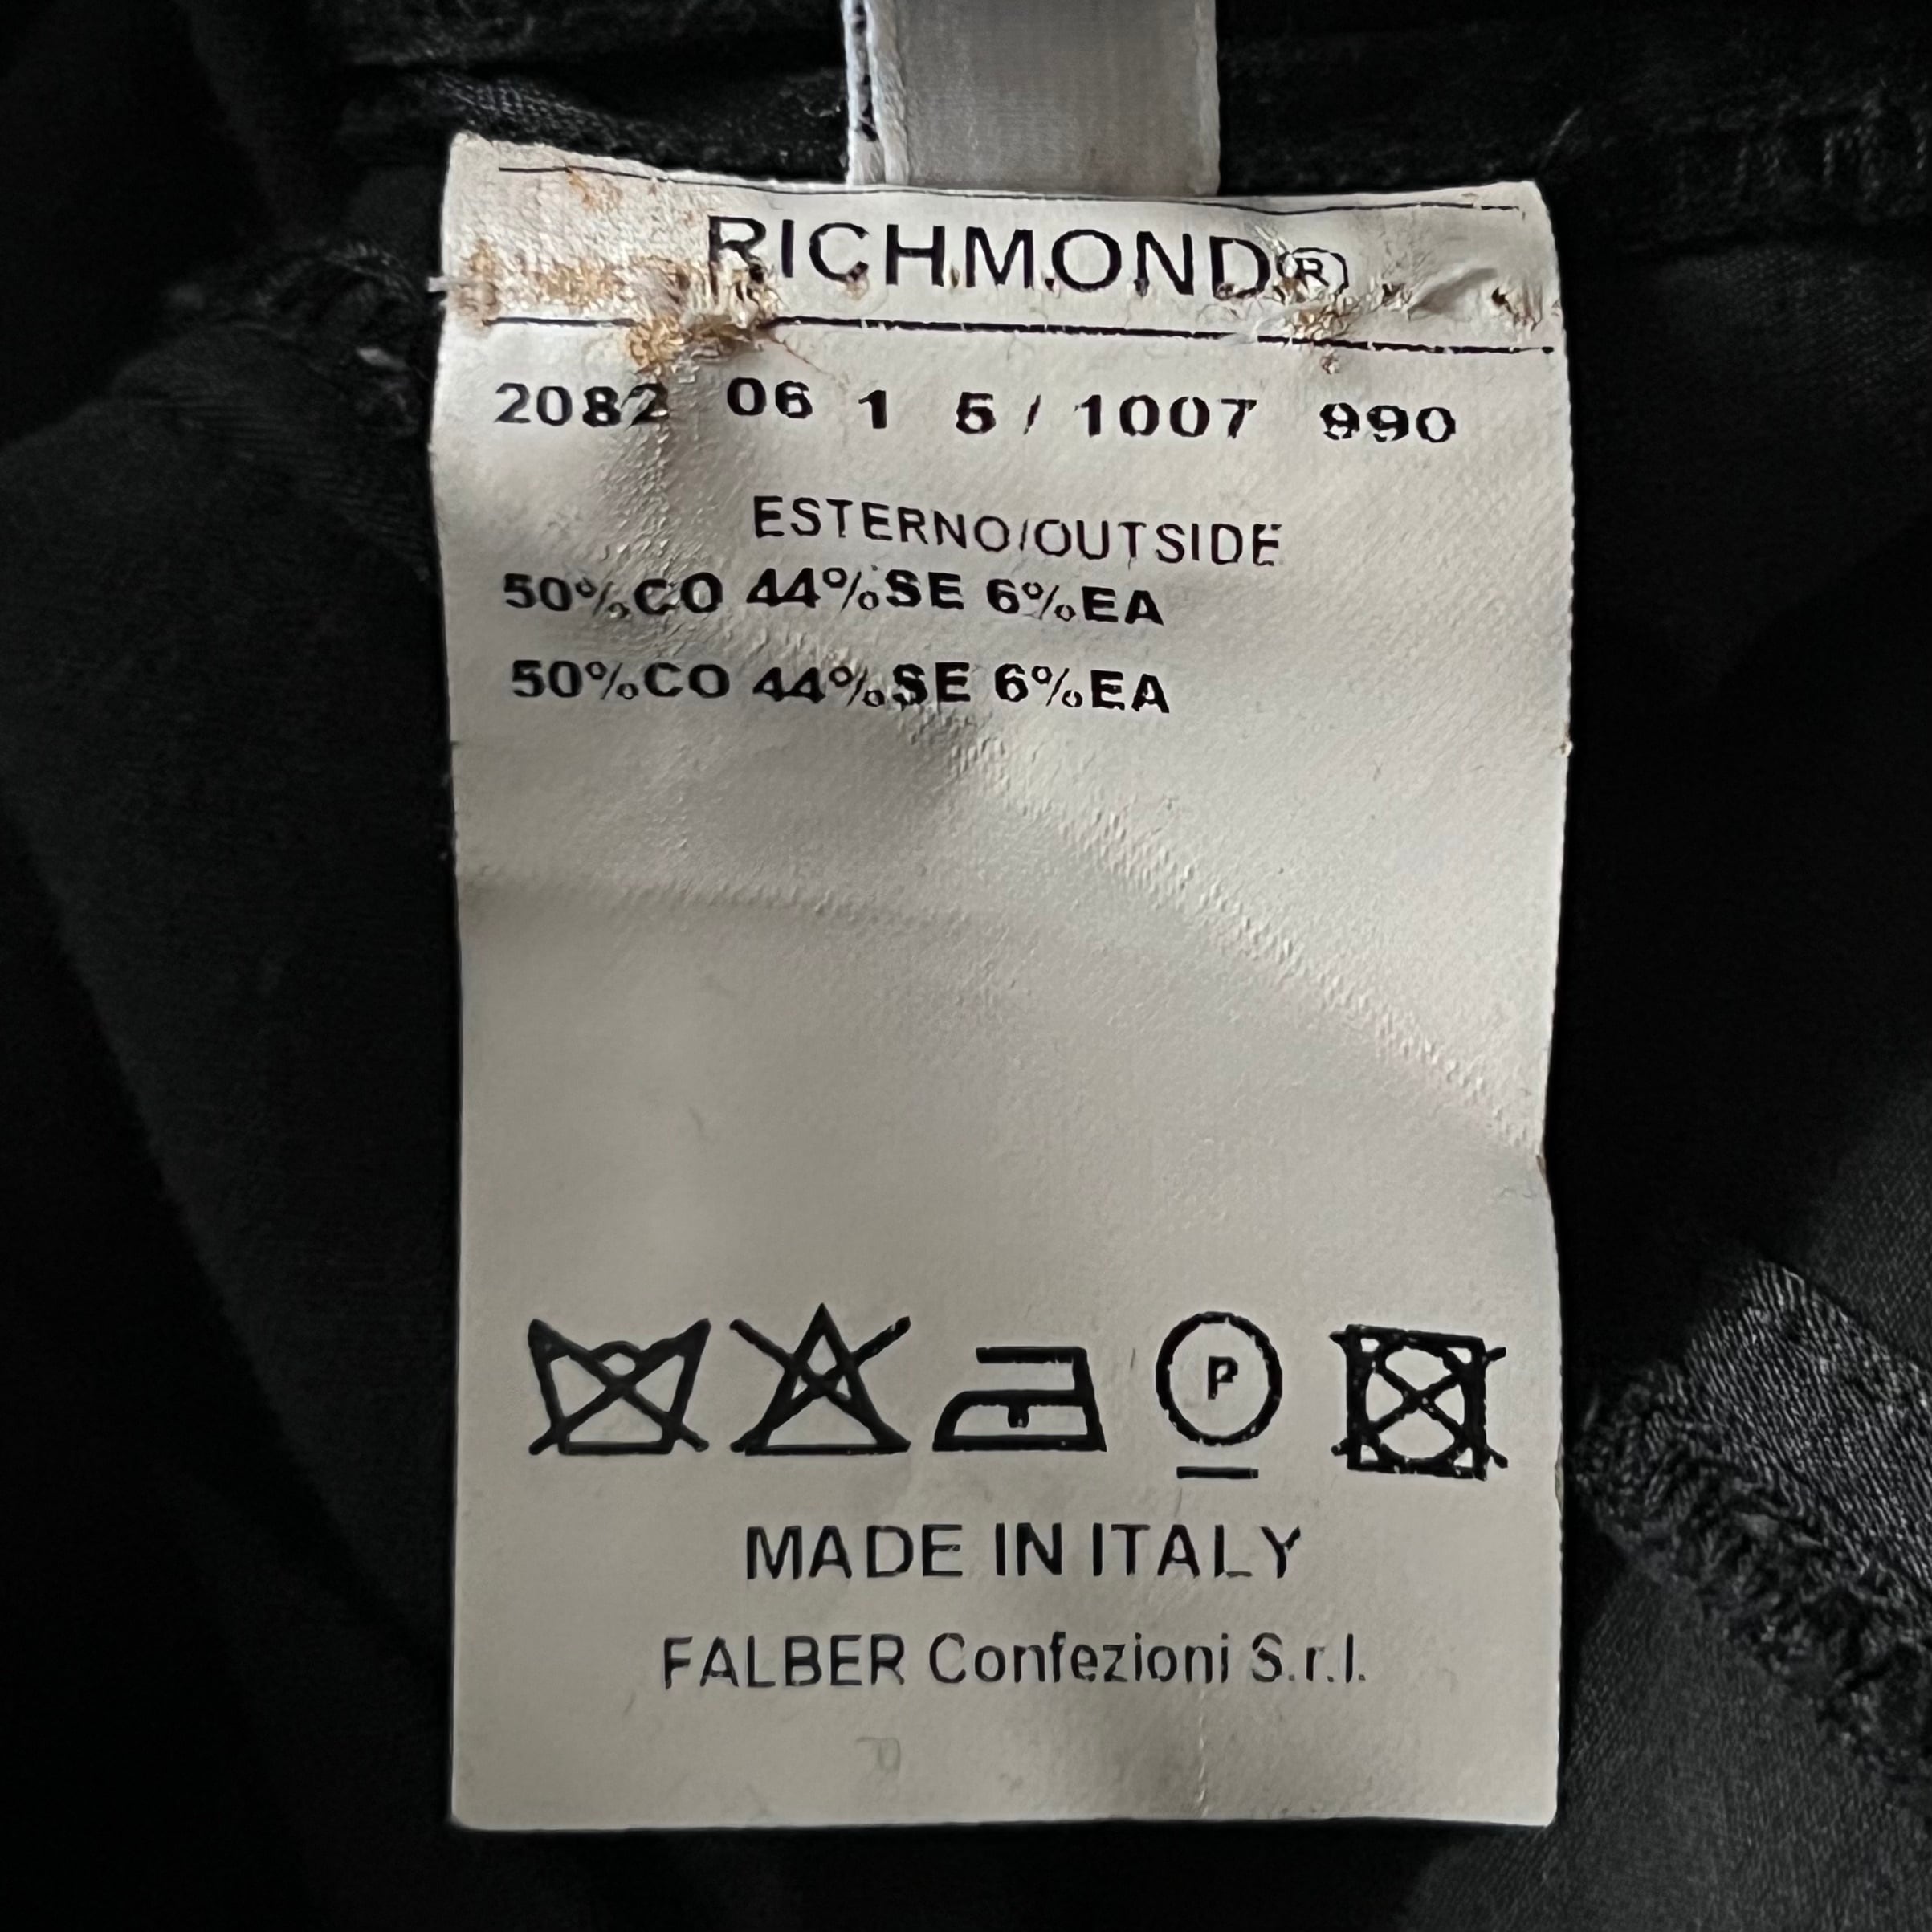 RICHMOND®
2082 06 1 5 / 1007 990
ESTERNO/OUTSIDE
50%CO 44%SE 6%EA
50%CO 44%SE 6%EA
P
MADE IN ITALY
FALBER Confezioni S.r.l.